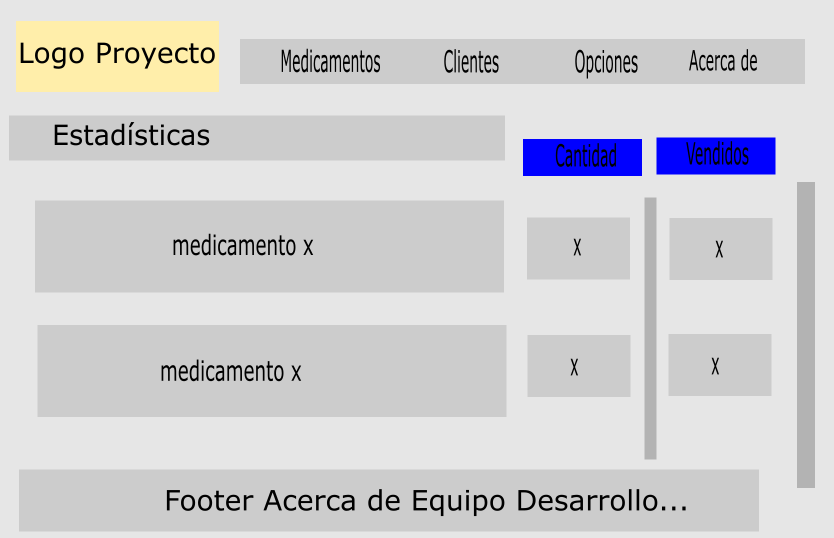 Logo Proyecto
Medicamentos Clientes Opciones Acerca de
Estadísticas
Cantidad Vendidos
medicamento x x x
medicamento x x x
Footer Acerca de Equipo Desarrollo...